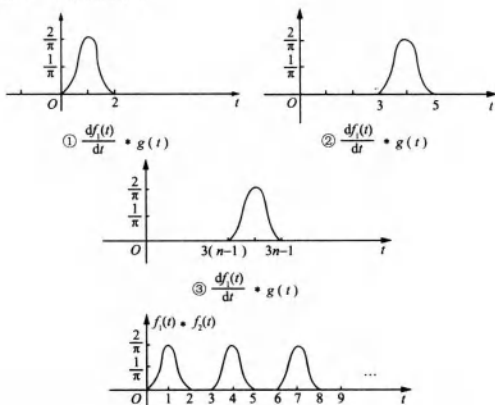 2/π
1/π
O 2 t
① df₁(t)/dt * g(t)
2/π
1/π
O 3 5 t
② df₁(t)/dt * g(t)
2/π
1/π
O 3(n−1) 3n−1 t
③ df₁(t)/dt * g(t)
f₁(t) * f₂(t)
2/π
1/π
O 1 2 3 4 5 6 7 8 9 t
...